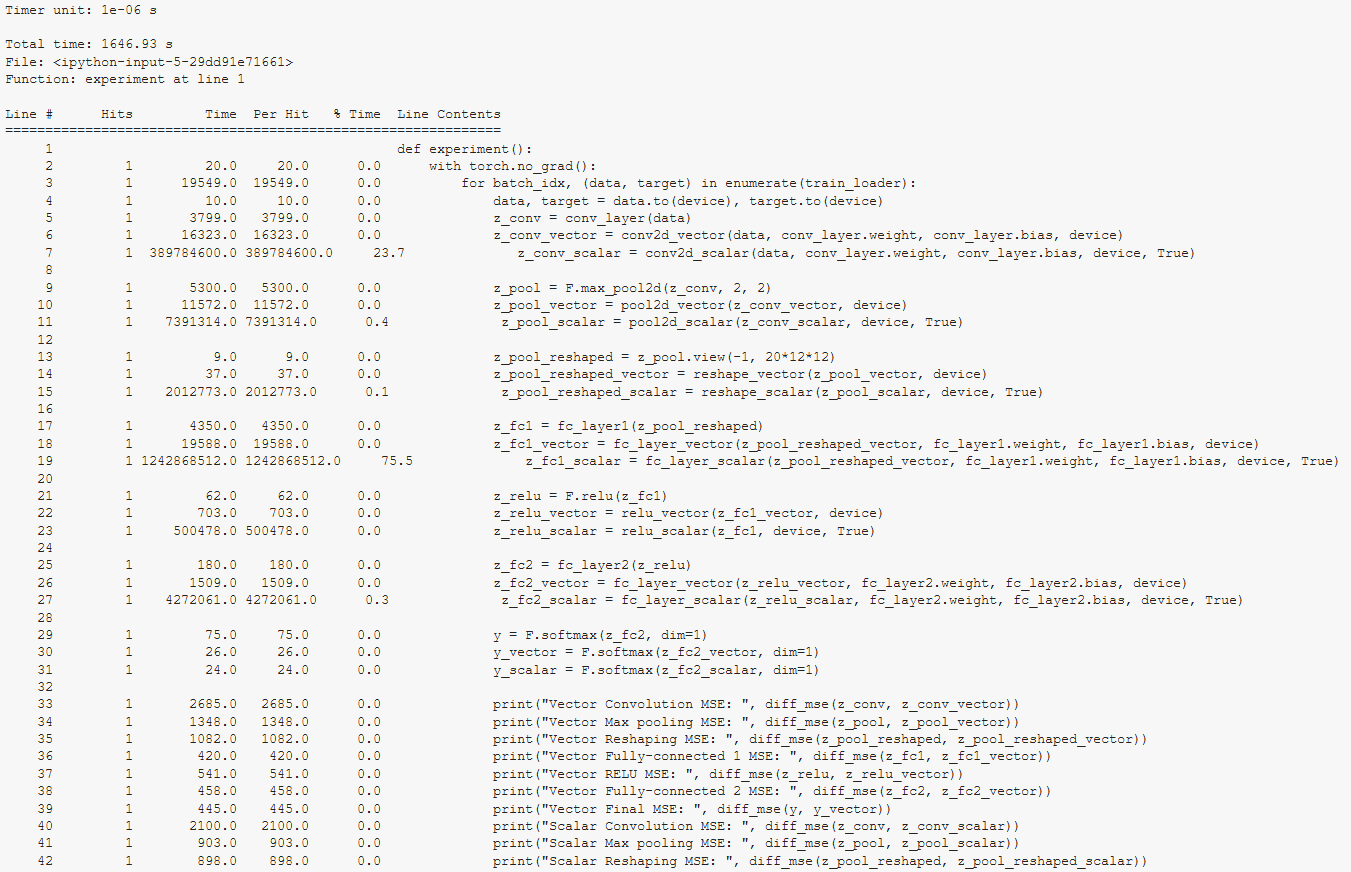 Timer unit: 1e-06 s

Total time: 1646.93 s
File: <ipython-input-5-29dd91e71661>
Function: experiment at line 1

Line #      Hits         Time  Per Hit   % Time  Line Contents
==============================================================
     1                                           def experiment():
     2         1         20.0     20.0      0.0      with torch.no_grad():
     3         1      19549.0  19549.0      0.0          for batch_idx, (data, target) in enumerate(train_loader):
     4         1         10.0     10.0      0.0              data, target = data.to(device), target.to(device)
     5         1       3799.0   3799.0      0.0              z_conv = conv_layer(data)
     6         1      16323.0  16323.0      0.0              z_conv_vector = conv2d_vector(data, conv_layer.weight, conv_layer.bias, device)
     7         1  389784600.0 389784600.0     23.7              z_conv_scalar = conv2d_scalar(data, conv_layer.weight, conv_layer.bias, device, True)
     8
     9         1       5300.0   5300.0      0.0              z_pool = F.max_pool2d(z_conv, 2, 2)
    10         1      11572.0  11572.0      0.0              z_pool_vector = pool2d_vector(z_conv_vector, device)
    11         1    7391314.0 7391314.0      0.4              z_pool_scalar = pool2d_scalar(z_conv_scalar, device, True)
    12
    13         1          9.0      9.0      0.0              z_pool_reshaped = z_pool.view(-1, 20*12*12)
    14         1         37.0     37.0      0.0              z_pool_reshaped_vector = reshape_vector(z_pool_vector, device)
    15         1    2012773.0 2012773.0      0.1              z_pool_reshaped_scalar = reshape_scalar(z_pool_scalar, device, True)
    16
    17         1       4350.0   4350.0      0.0              z_fc1 = fc_layer1(z_pool_reshaped)
    18         1      19588.0  19588.0      0.0              z_fc1_vector = fc_layer_vector(z_pool_reshaped_vector, fc_layer1.weight, fc_layer1.bias, device)
    19         1 1242868512.0 1242868512.0     75.5              z_fc1_scalar = fc_layer_scalar(z_pool_reshaped_vector, fc_layer1.weight, fc_layer1.bias, device, True)
    20
    21         1         62.0     62.0      0.0              z_relu = F.relu(z_fc1)
    22         1        703.0    703.0      0.0              z_relu_vector = relu_vector(z_fc1_vector, device)
    23         1     500478.0 500478.0      0.0              z_relu_scalar = relu_scalar(z_fc1, device, True)
    24
    25         1        180.0    180.0      0.0              z_fc2 = fc_layer2(z_relu)
    26         1       1509.0   1509.0      0.0              z_fc2_vector = fc_layer_vector(z_relu_vector, fc_layer2.weight, fc_layer2.bias, device)
    27         1    4272061.0 4272061.0      0.3              z_fc2_scalar = fc_layer_scalar(z_relu_scalar, fc_layer2.weight, fc_layer2.bias, device, True)
    28
    29         1         75.0     75.0      0.0              y = F.softmax(z_fc2, dim=1)
    30         1         26.0     26.0      0.0              y_vector = F.softmax(z_fc2_vector, dim=1)
    31         1         24.0     24.0      0.0              y_scalar = F.softmax(z_fc2_scalar, dim=1)
    32
    33         1       2685.0   2685.0      0.0              print("Vector Convolution MSE: ", diff_mse(z_conv, z_conv_vector))
    34         1       1348.0   1348.0      0.0              print("Vector Max pooling MSE: ", diff_mse(z_pool, z_pool_vector))
    35         1       1082.0   1082.0      0.0              print("Vector Reshaping MSE: ", diff_mse(z_pool_reshaped, z_pool_reshaped_vector))
    36         1        420.0    420.0      0.0              print("Vector Fully-connected 1 MSE: ", diff_mse(z_fc1, z_fc1_vector))
    37         1        541.0    541.0      0.0              print("Vector RELU MSE: ", diff_mse(z_relu, z_relu_vector))
    38         1        458.0    458.0      0.0              print("Vector Fully-connected 2 MSE: ", diff_mse(z_fc2, z_fc2_vector))
    39         1        445.0    445.0      0.0              print("Vector Final MSE: ", diff_mse(y, y_vector))
    40         1       2100.0   2100.0      0.0              print("Scalar Convolution MSE: ", diff_mse(z_conv, z_conv_scalar))
    41         1        903.0    903.0      0.0              print("Scalar Max pooling MSE: ", diff_mse(z_pool, z_pool_scalar))
    42         1        898.0    898.0      0.0              print("Scalar Reshaping MSE: ", diff_mse(z_pool_reshaped, z_pool_reshaped_scalar))